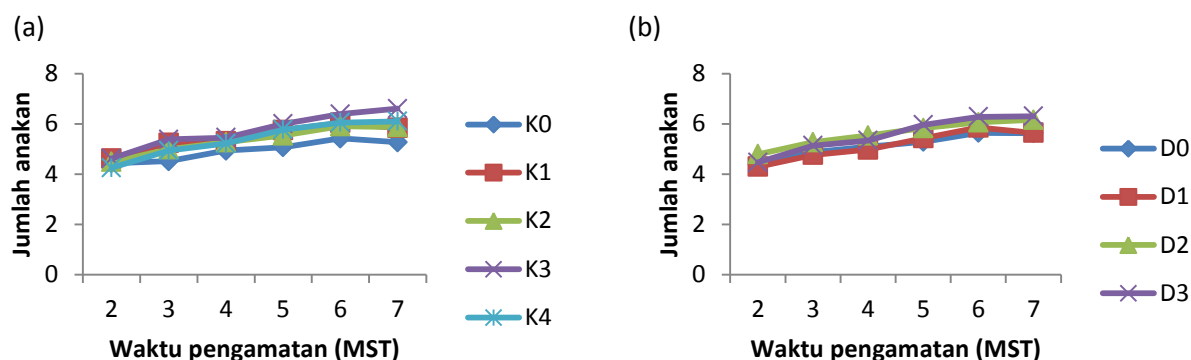 (a)
Jumlah anakan
8
6
4
2
0
2 3 4 5 6 7
Waktu pengamatan (MST)
K0
K1
K2
K3
K4
(b)
Jumlah anakan
8
6
4
2
0
2 3 4 5 6 7
Waktu pengamatan (MST)
D0
D1
D2
D3